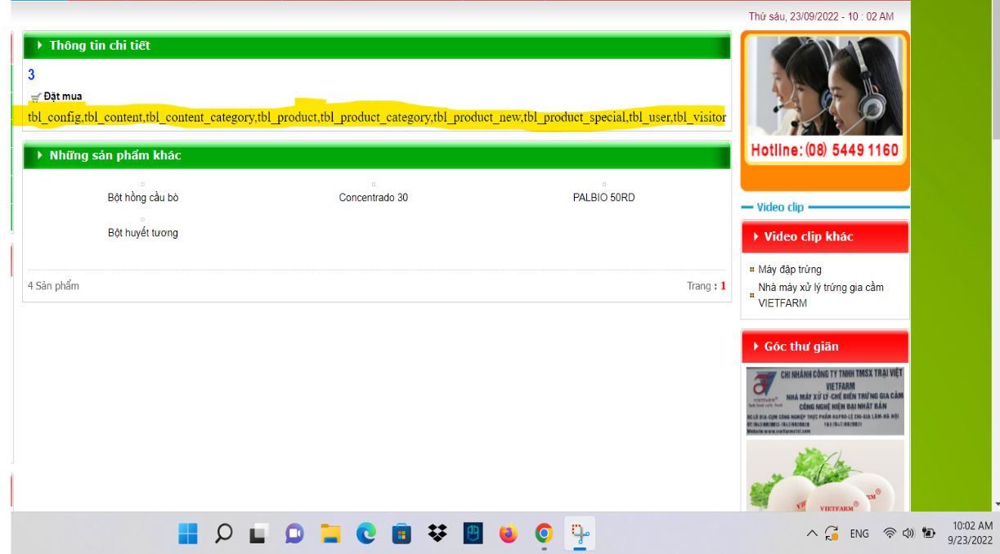 Thứ sáu, 23/09/2022 - 10 : 02 AM
Thông tin chi tiết
3
Đặt mua
tbl_config,tbl_content,tbl_content_category,tbl_product,tbl_product_category,tbl_product_new,tbl_product_special,tbl_user,tbl_visitor
Những sản phẩm khác
Bột hồng cầu bò
Concentrado 30
PALBIO 50RD
Bột huyết tương
4 Sản phẩm
Trang : 1
Hotline: (08) 5449 1160
Video clip
Video clip khác
Máy đập trứng
Nhà máy xử lý trứng gia cầm
VIETFARM
Góc thư giãn
CHI NHÁNH CÔNG TY TNHH TMSX TRẠI VIỆT
VIETFARM
NHÀ MÁY XỬ LÝ-CHẾ BIẾN TRỨNG GIA CẦM
CÔNG NGHỆ HIỆN ĐẠI NHẬT BẢN
VIETFARM
VIETFARM
ENG
10:02 AM
9/23/2022